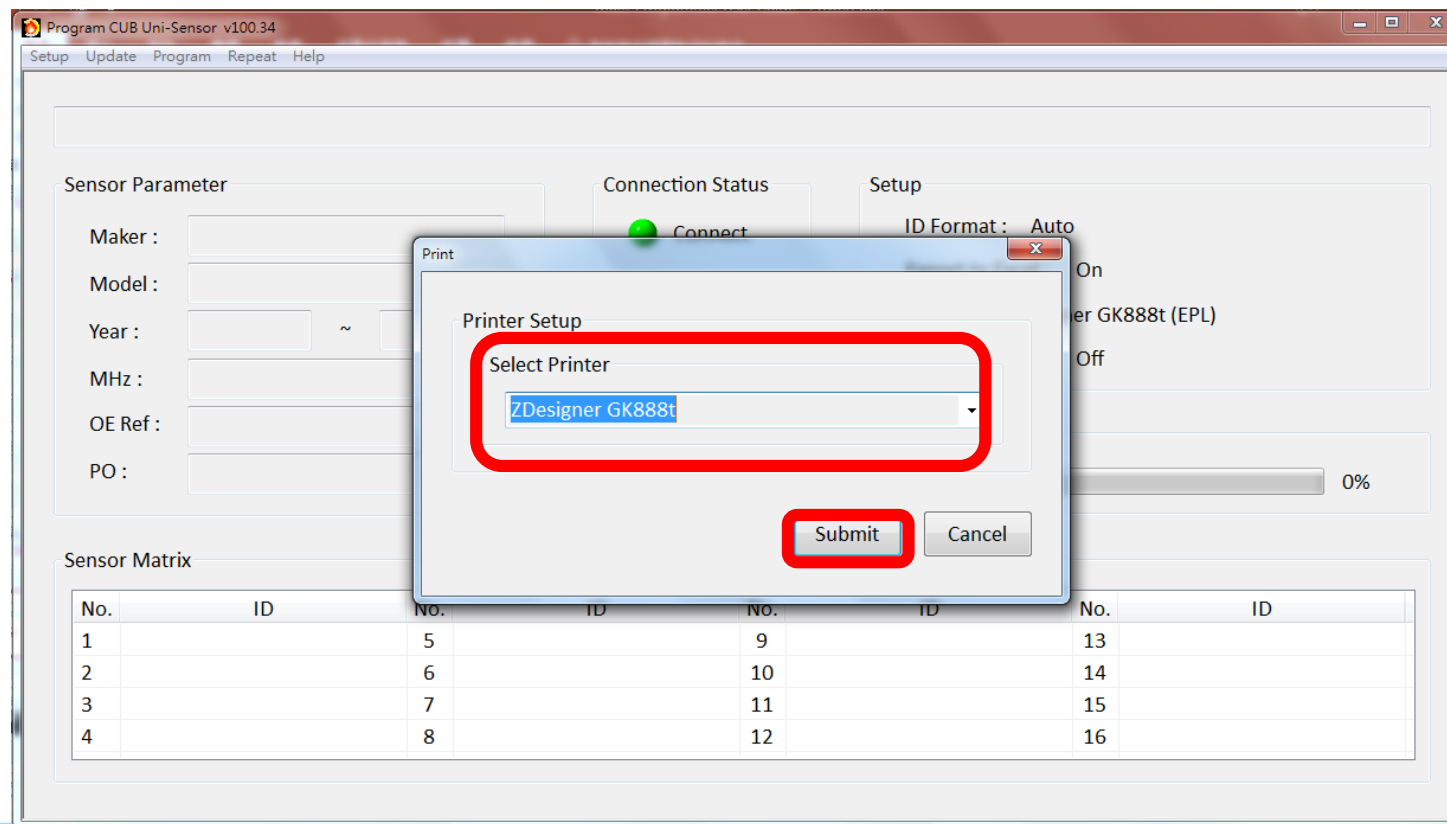 Program CUB Uni-Sensor v100.34
Setup Update Program Repeat Help
Sensor Parameter
Connection Status
Setup
Maker :
Connect
ID Format : Auto
Model :
On
Year :
~
er GK888t (EPL)
MHz :
Off
OE Ref :
PO :
0%
Print
Printer Setup
Select Printer
ZDesigner GK888t
Submit
Cancel
Sensor Matrix
No. ID No. ID No. ID No. ID
1 5 9 13
2 6 10 14
3 7 11 15
4 8 12 16